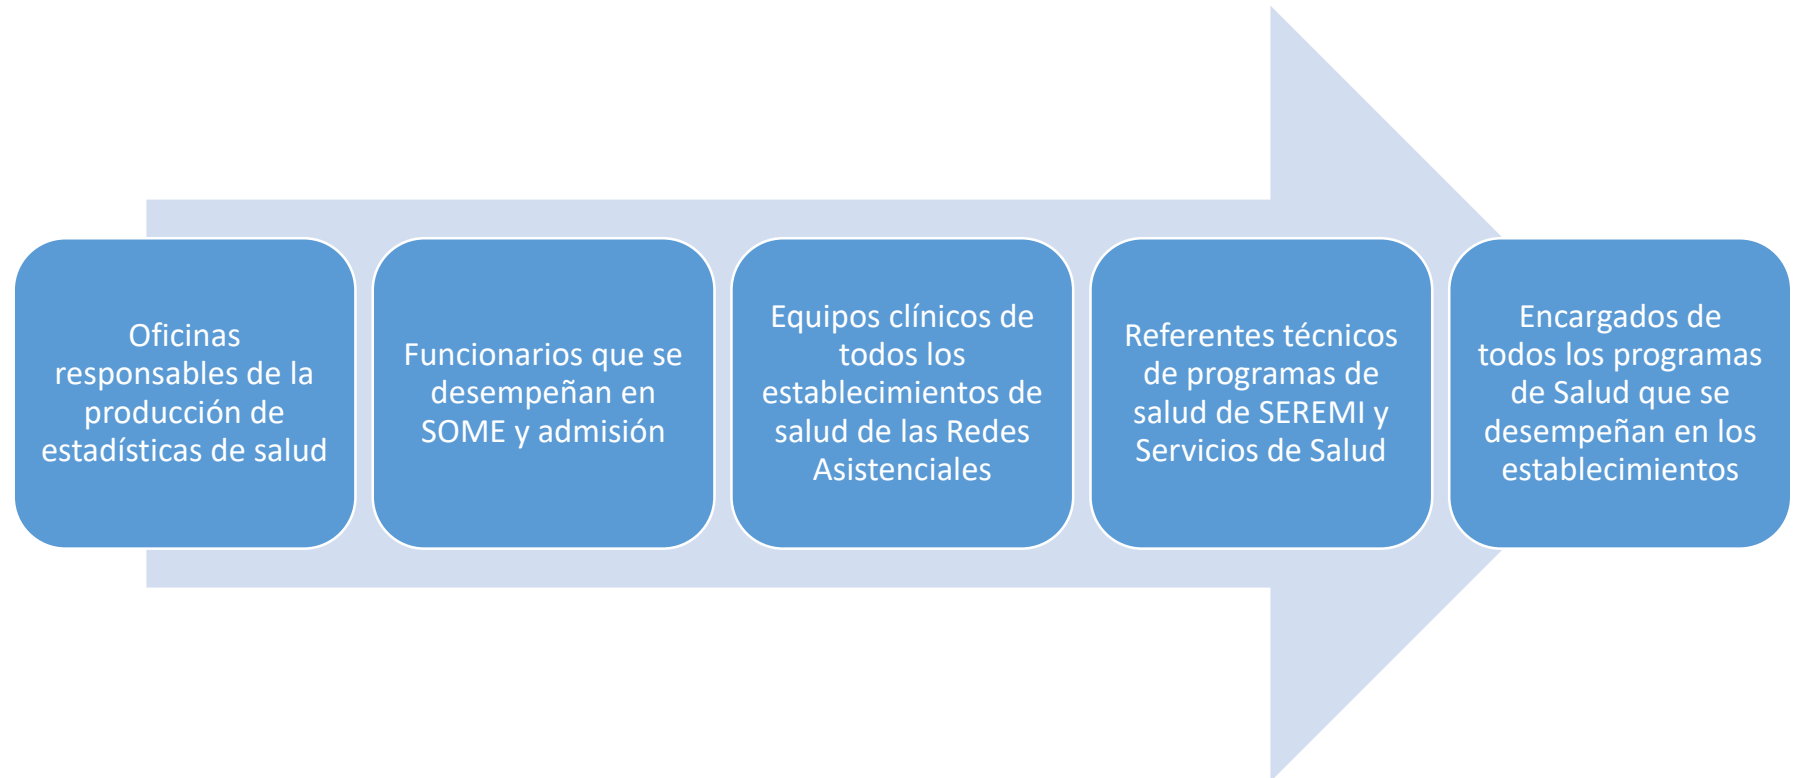 Oficinas
responsables de la
producción de
estadísticas de salud
Funcionarios que se
desempeñan en
SOME y admisión
Equipos clínicos de
todos los
establecimientos de
salud de las Redes
Asistenciales
Referentes técnicos
de programas de
salud de SEREMI y
Servicios de Salud
Encargados de
todos los programas
de Salud que se
desempeñan en los
establecimientos